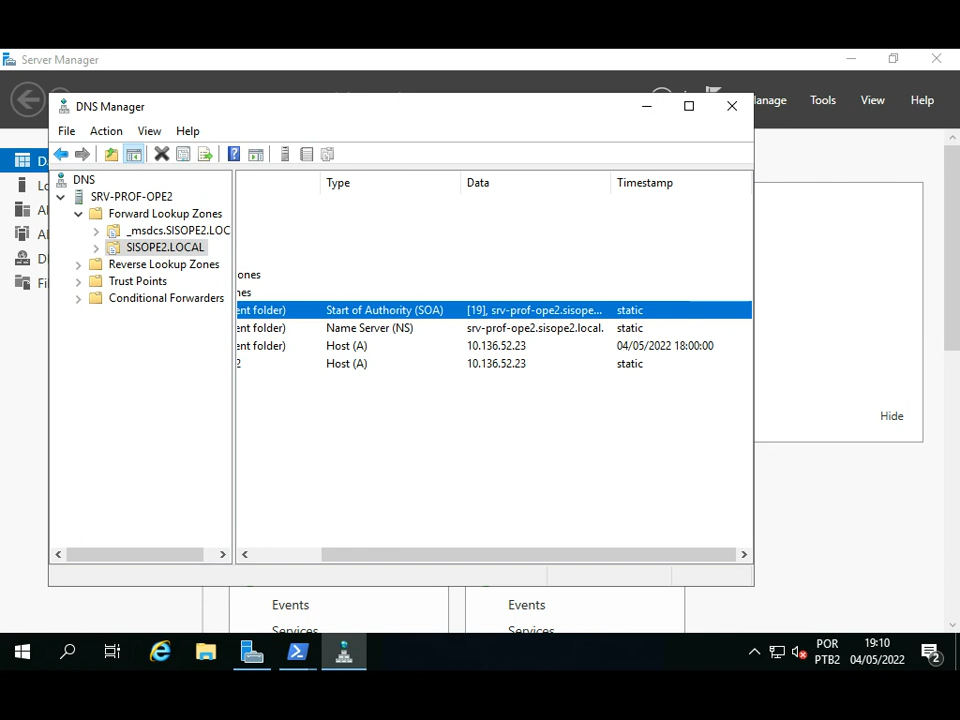 Server Manager
DNS Manager
Manage Tools View Help
File Action View Help
DNS
SRV-PROF-OPE2
Forward Lookup Zones
_msdcs.SISOPE2.LOC
SISOPE2.LOCAL
Reverse Lookup Zones
Trust Points
Conditional Forwarders
Type Data Timestamp
ones
nes
ent folder) Start of Authority (SOA) [19], srv-prof-ope2.sisope... static
ent folder) Name Server (NS) srv-prof-ope2.sisope2.local. static
ent folder) Host (A) 10.136.52.23 04/05/2022 18:00:00
2 Host (A) 10.136.52.23 static
Hide
Events Events
Services Services
POR
PTB2
19:10
04/05/2022
2